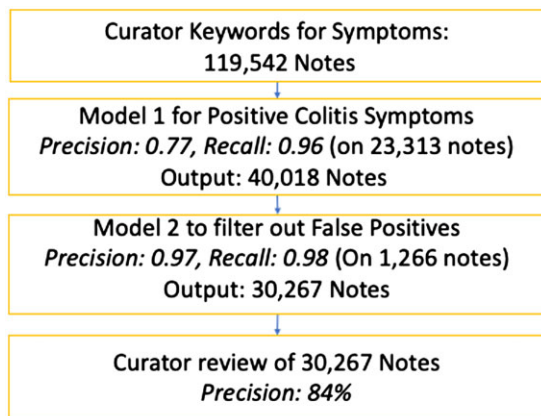 Curator Keywords for Symptoms:
119,542 Notes
Model 1 for Positive Colitis Symptoms
Precision: 0.77, Recall: 0.96 (on 23,313 notes)
Output: 40,018 Notes
Model 2 to filter out False Positives
Precision: 0.97, Recall: 0.98 (On 1,266 notes)
Output: 30,267 Notes
Curator review of 30,267 Notes
Precision: 84%